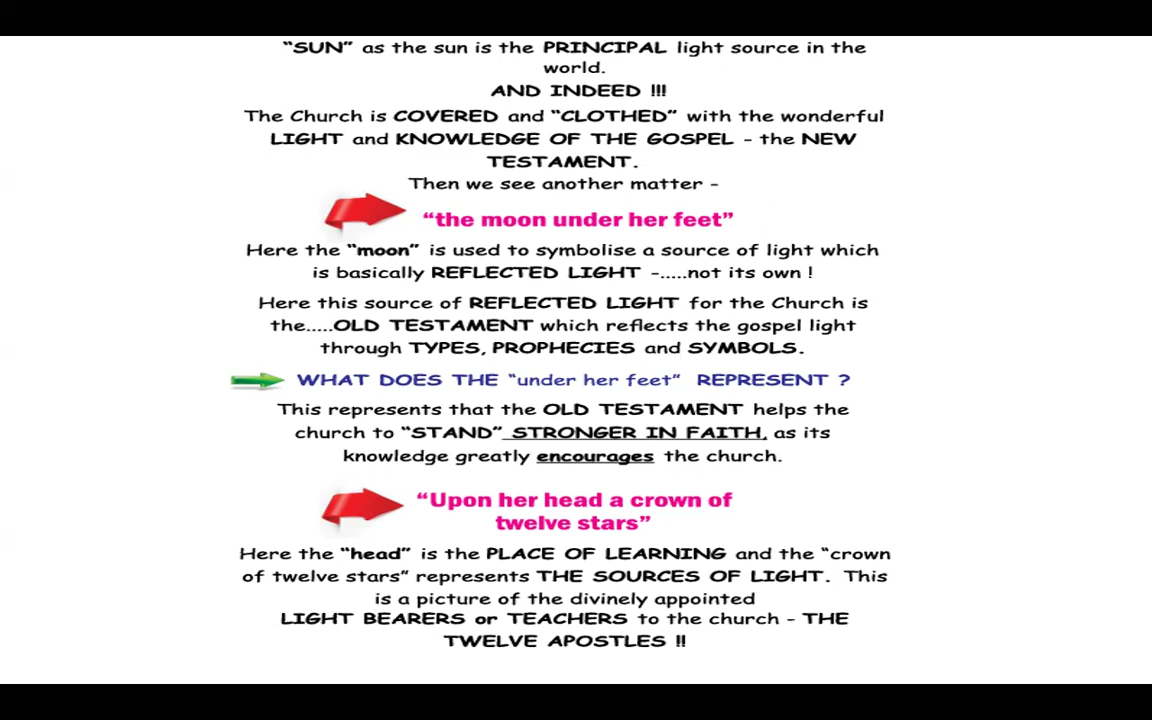 “SUN” as the sun is the PRINCIPAL light source in the
world.
AND INDEED !!!
The Church is COVERED and “CLOTHED” with the wonderful
LIGHT and KNOWLEDGE OF THE GOSPEL - the NEW
TESTAMENT.
Then we see another matter -
“the moon under her feet”
Here the “moon” is used to symbolise a source of light which
is basically REFLECTED LIGHT -.....not its own !
Here this source of REFLECTED LIGHT for the Church is
the.....OLD TESTAMENT which reflects the gospel light
through TYPES, PROPHECIES and SYMBOLS.
WHAT DOES THE “under her feet” REPRESENT ?
This represents that the OLD TESTAMENT helps the
church to “STAND” STRONGER IN FAITH, as its
knowledge greatly encourages the church.
“Upon her head a crown of
twelve stars”
Here the “head” is the PLACE OF LEARNING and the “crown
of twelve stars” represents THE SOURCES OF LIGHT. This
is a picture of the divinely appointed
LIGHT BEARERS or TEACHERS to the church - THE
TWELVE APOSTLES !!